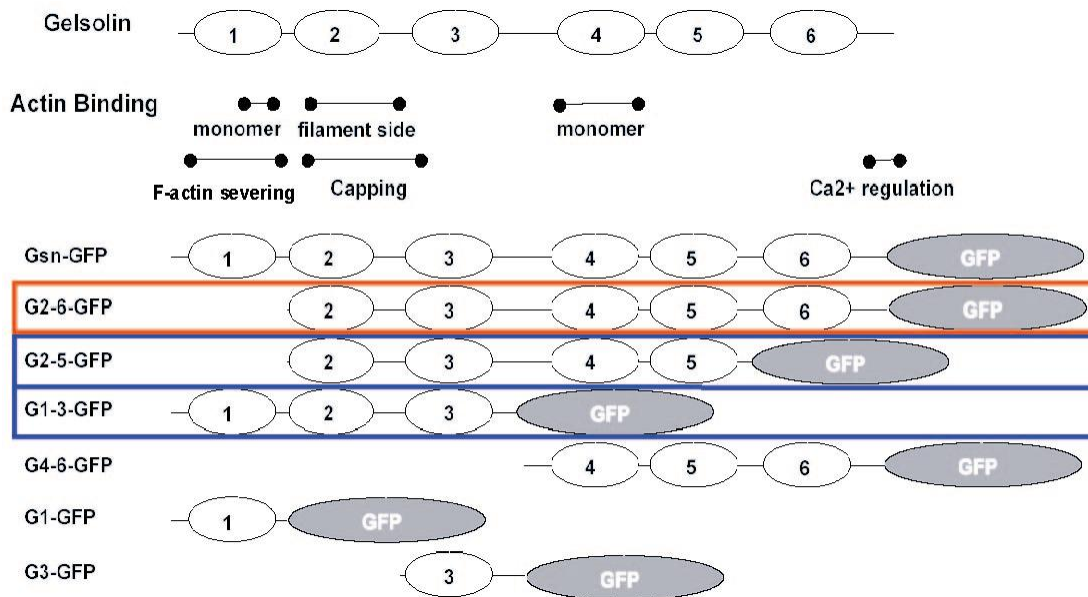 Gelsolin 1 2 3 4 5 6
Actin Binding
monomer filament side monomer
F-actin severing Capping Ca2+ regulation
Gsn-GFP 1 2 3 4 5 6 GFP
G2-6-GFP 2 3 4 5 6 GFP
G2-5-GFP 2 3 4 5 GFP
G1-3-GFP 1 2 3 GFP
G4-6-GFP 4 5 6 GFP
G1-GFP 1 GFP
G3-GFP 3 GFP